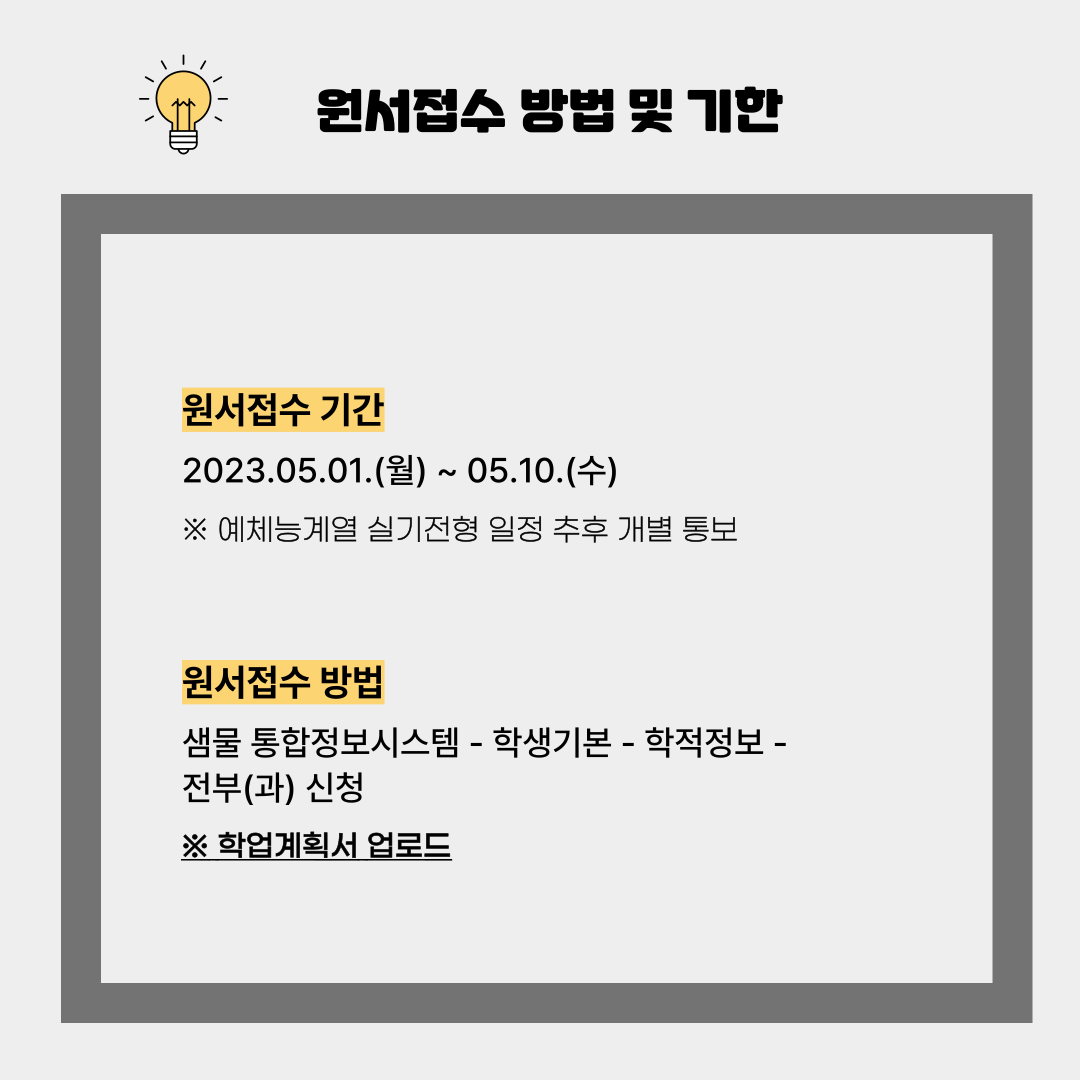 원서접수 방법 및 기한
원서접수 기간
2023.05.01.(월) ~ 05.10.(수)
※ 예체능계열 실기전형 일정 추후 개별 통보
원서접수 방법
샘물 통합정보시스템 - 학생기본 - 학적정보 -
전부(과) 신청
※ 학업계획서 업로드